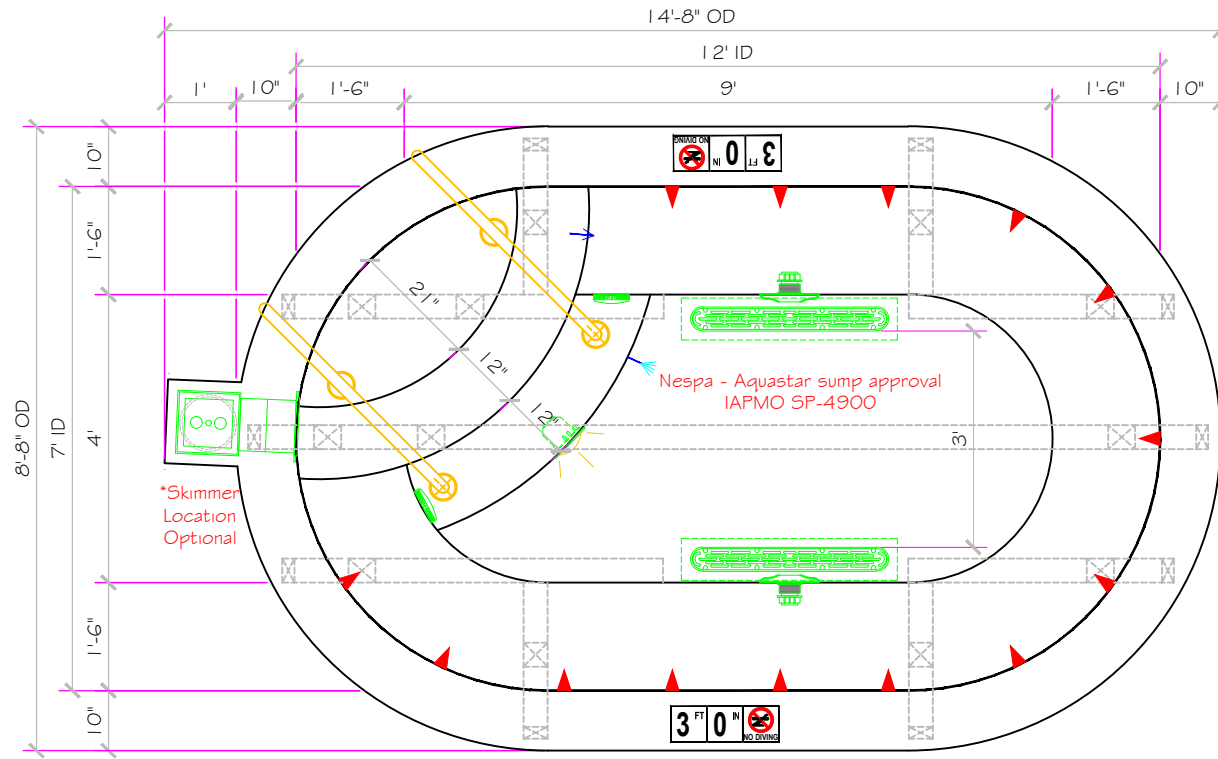 14'-8" OD
12' ID
1'
10"
1'-6"
9'
1'-6"
10"
NO DIVING
0 IN
3 FT
10"
1'-6"
4'
1'-6"
10"
7' ID
8'-8" OD
21"
12"
12"
Nespa - Aquastar sump approval
IAPMO SP-4900
3'
*Skimmer
Location
Optional
3 FT 0 IN
NO DIVING